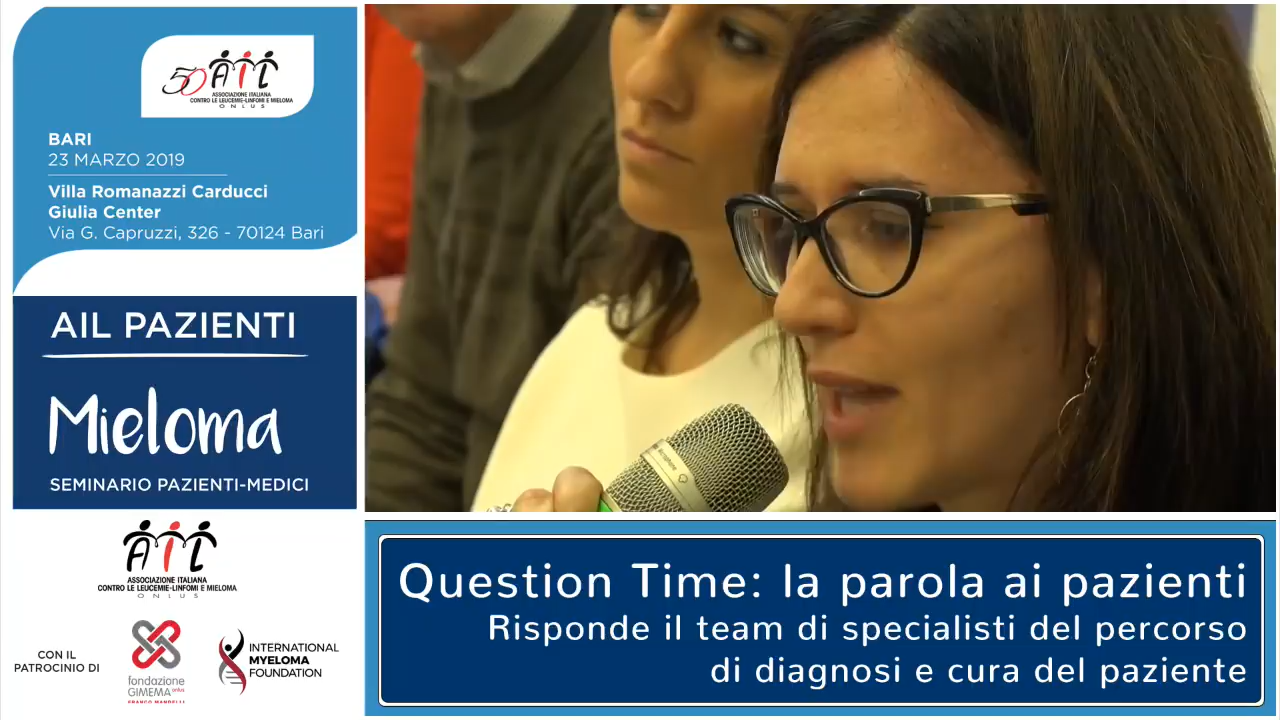 50 AIL
ASSOCIAZIONE ITALIANA
CONTRO LE LEUCEMIE-LINFOMI E MIELOMA
ONLUS
BARI
23 MARZO 2019
Villa Romanazzi Carducci
Giulia Center
Via G. Capruzzi, 326 - 70124 Bari
AIL PAZIENTI
Mieloma
SEMINARIO PAZIENTI-MEDICI
AIL
ASSOCIAZIONE ITALIANA
CONTRO LE LEUCEMIE-LINFOMI E MIELOMA
ONLUS
CON IL
PATROCINIO DI
fondazione
GIMEMA onlus
FRANCO MANDELLI
INTERNATIONAL
MYELOMA
FOUNDATION
Question Time: la parola ai pazienti
Risponde il team di specialisti del percorso
di diagnosi e cura del paziente